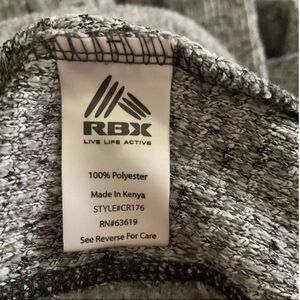 RBX
LIVE LIFE ACTIVE
100% Polyester
Made In Kenya
STYLE#CR176
RN#63619
See Reverse For Care